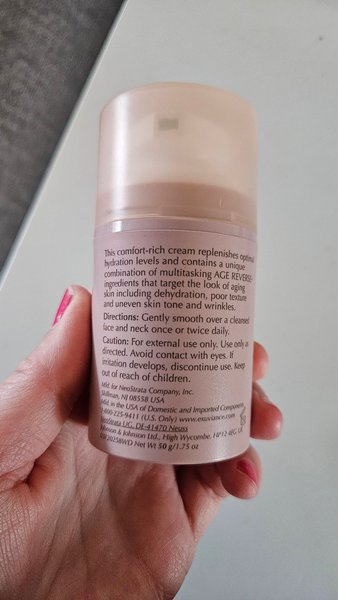 This comfort-rich cream replenishes optimal
hydration levels and contains a unique
combination of multitasking AGE REVERSE
ingredients that target the look of aging
skin including dehydration, poor texture
and uneven skin tone and wrinkles.
Directions: Gently smooth over a cleansed
face and neck once or twice daily.
Caution: For external use only. Use only as
directed. Avoid contact with eyes. If
irritation develops, discontinue use. Keep
out of reach of children.
Mfd. for NeoStrata Company, Inc.
Skillman, NJ 08558 USA
Mfd. in the USA of Domestic and Imported Components
1-800-225-9411 (U.S. Only) www.exuviance.com
NeoStrata UG, DE-41470 Neuss
Johnson & Johnson Ltd., High Wycombe, HP12 4EG UK
Net Wt 50 g/1.75 oz